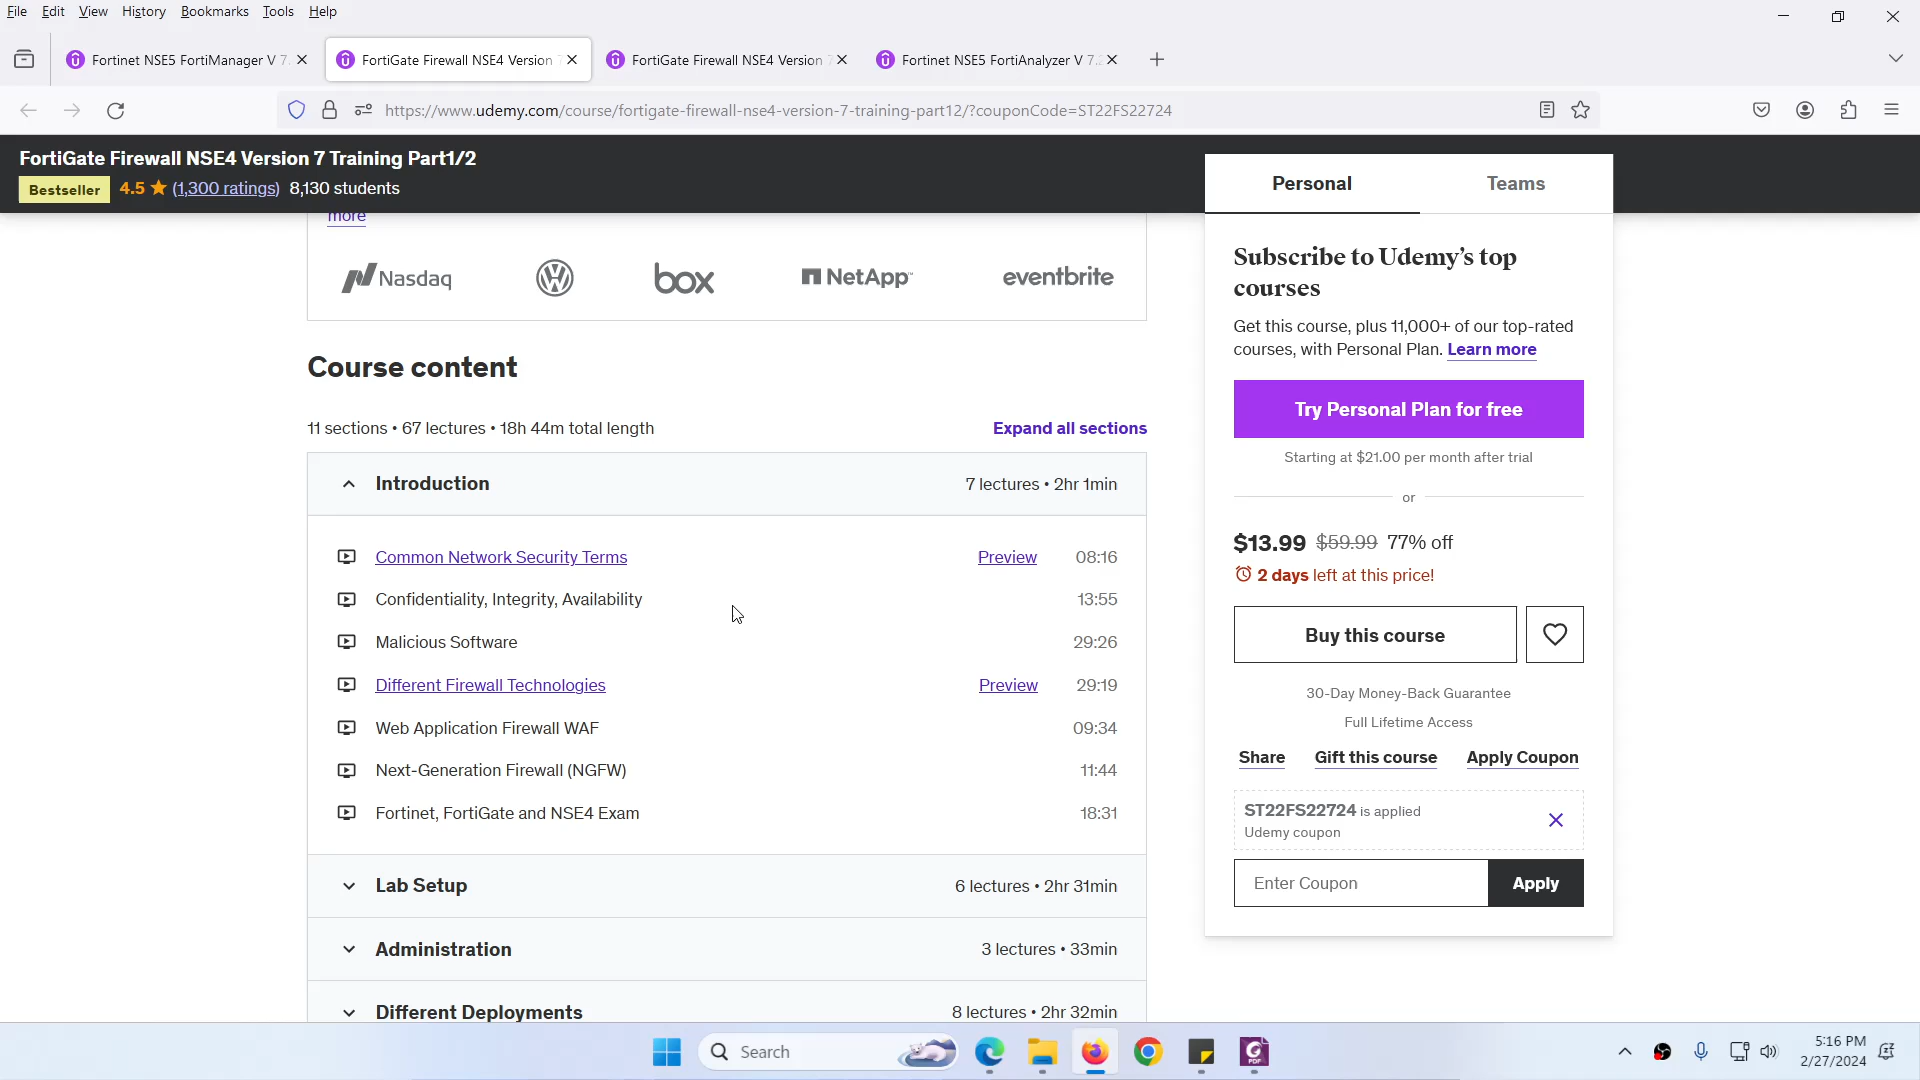 File Edit View History Bookmarks Tools Help
Fortinet NSE5 FortiManager V 7. FortiGate Firewall NSE4 Version 7 FortiGate Firewall NSE4 Version 7 Fortinet NSE5 FortiAnalyzer V 7.2
https://www.udemy.com/course/fortigate-firewall-nse4-version-7-training-part12/?couponCode=ST22FS22724
FortiGate Firewall NSE4 Version 7 Training Part1/2
Bestseller 4.5 ★ (1,300 ratings) 8,130 students
more
Nasdaq VW box NetApp eventbrite
Course content
11 sections • 67 lectures • 18h 44m total length Expand all sections
Introduction 7 lectures • 2hr 1min
Common Network Security Terms Preview 08:16
Confidentiality, Integrity, Availability 13:55
Malicious Software 29:26
Different Firewall Technologies Preview 29:19
Web Application Firewall WAF 09:34
Next-Generation Firewall (NGFW) 11:44
Fortinet, FortiGate and NSE4 Exam 18:31
Lab Setup 6 lectures • 2hr 31min
Administration 3 lectures • 33min
Different Deployments 8 lectures • 2hr 32min
Personal Teams
Subscribe to Udemy’s top
courses
Get this course, plus 11,000+ of our top-rated
courses, with Personal Plan. Learn more
Try Personal Plan for free
Starting at $21.00 per month after trial
or
$13.99 $59.99 77% off
2 days left at this price!
Buy this course
30-Day Money-Back Guarantee
Full Lifetime Access
Share Gift this course Apply Coupon
ST22FS22724 is applied
Udemy coupon
Enter Coupon Apply
Search
5:16 PM
2/27/2024